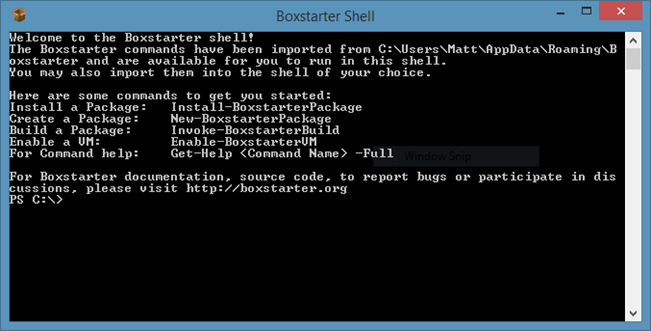 Boxstarter Shell
Welcome to the Boxstarter shell!
The Boxstarter commands have been imported from C:\Users\Matt\AppData\Roaming\B
oxstarter and are available for you to run in this shell.
You may also import them into the shell of your choice.
Here are some commands to get you started:
Install a Package:   Install-BoxstarterPackage
Create a Package:    New-BoxstarterPackage
Build a Package:     Invoke-BoxstarterBuild
Enable a VM:         Enable-BoxstarterVM
For Command help:    Get-Help <Command Name> -Full
Window Snip
For Boxstarter documentation, source code, to report bugs or participate in dis
cussions, please visit http://boxstarter.org
PS C:\>